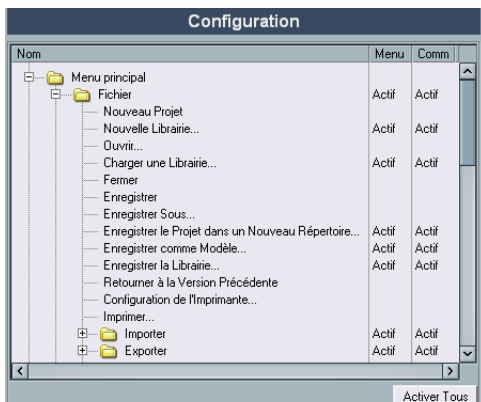 Configuration
Nom Menu Comm
Menu principal
Fichier Actif Actif
Nouveau Projet
Nouvelle Librairie... Actif Actif
Ouvrir...
Charger une Librairie... Actif Actif
Fermer
Enregistrer
Enregistrer Sous...
Enregistrer le Projet dans un Nouveau Répertoire... Actif Actif
Enregistrer comme Modèle... Actif Actif
Enregistrer la Librairie... Actif Actif
Retourner à la Version Précédente
Configuration de l'Imprimante...
Imprimer...
Importer Actif Actif
Exporter Actif Actif
Activer Tous